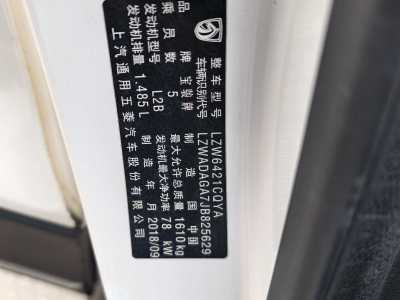 整车型号 LZW6421CQYA
车辆识别代号 LZWADAGA7JB825629
品牌 宝骏牌 制造国 中国
乘员数 5 最大允许总质量 1610 kg
发动机型号 L2B 发动机最大净功率 78 kW
发动机排量 1.485L 制造年月 2018/09
上汽通用五菱汽车股份有限公司